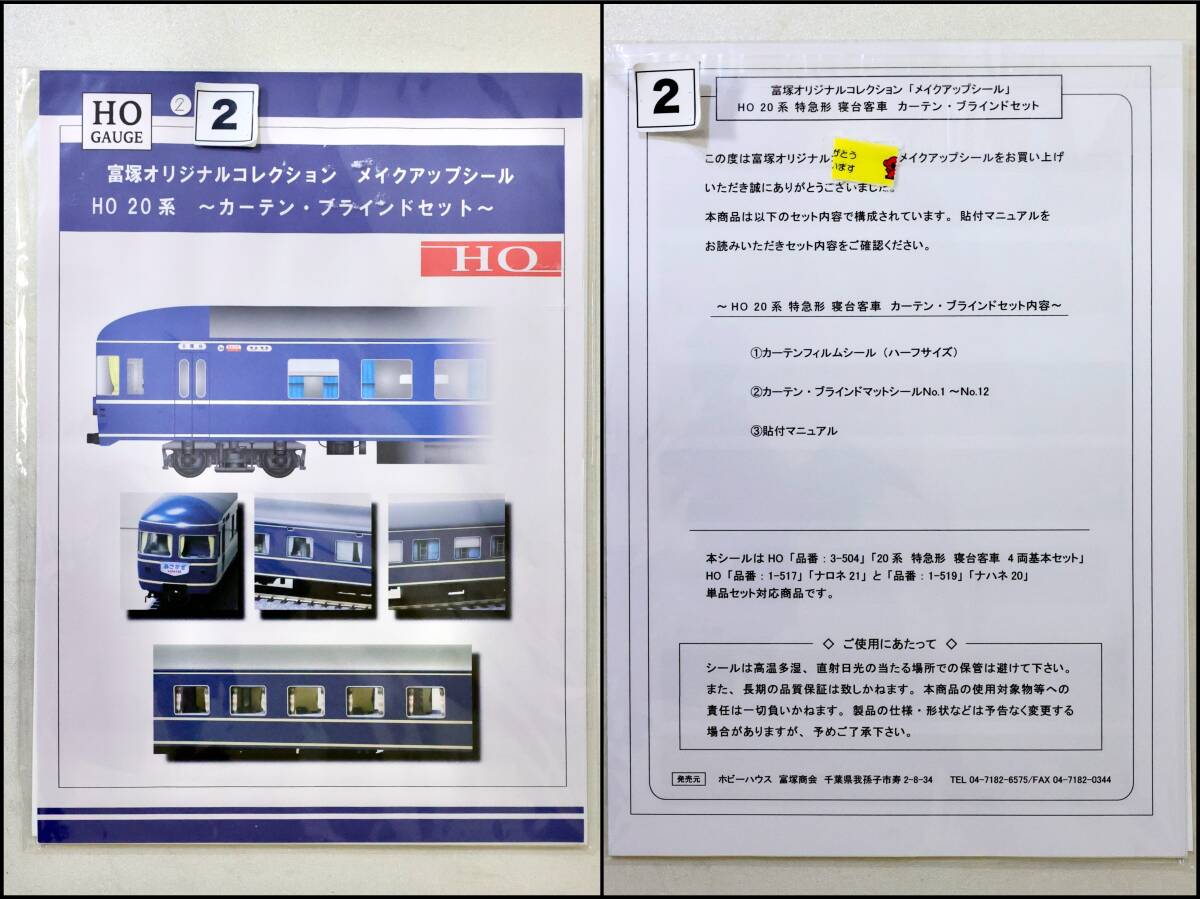 HO
GAUGE
②
2
富塚オリジナルコレクション メイクアップシール
HO 20系 ～カーテン・ブラインドセット～
HO
あさかぜ
2
富塚オリジナルコレクション「メイクアップシール」
HO 20系 特急形 寝台客車 カーテン・ブラインドセット
この度は富塚オリジナル メイクアップシールをお買い上げ
がとう
います
いただき誠にありがとうございました。
本商品は以下のセット内容で構成されています。貼付マニュアルを
お読みいただきセット内容をご確認ください。
～HO 20系 特急形 寝台客車 カーテン・ブラインドセット内容～
①カーテンフィルムシール（ハーフサイズ）
②カーテン・ブラインドマットシールNo.1 ～No.12
③貼付マニュアル
本シールはHO「品番：3-504」「20系 特急形 寝台客車 4両基本セット」
HO「品番：1-517」「ナロネ21」と「品番：1-519」「ナハネ20」
単品セット対応商品です。
◇ ご使用にあたって ◇
シールは高温多湿、直射日光の当たる場所での保管は避けて下さい。
また、長期の品質保証は致しかねます。本商品の使用対象物等への
責任は一切負いかねます。製品の仕様・形状などは予告なく変更する
場合がありますが、予めご了承下さい。
発売元 ホビーハウス 富塚商会 千葉県我孫子市寿2-8-34 TEL 04-7182-6575/FAX 04-7182-0344